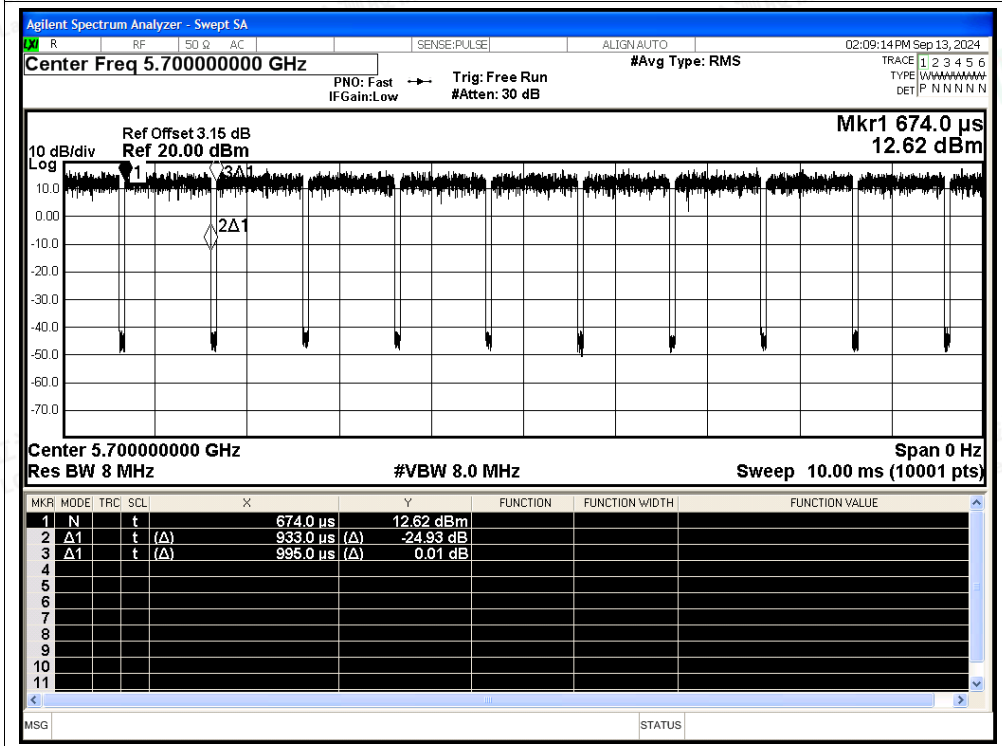 Agilent Spectrum Analyzer - Swept SA
LXI R RF 50 Ω AC SENSE:PULSE ALIGN AUTO 02:09:14 PM Sep 13, 2024
Center Freq 5.700000000 GHz #Avg Type: RMS TRACE 1 2 3 4 5 6
PNO: Fast Trig: Free Run TYPE
IFGain:Low #Atten: 30 dB DET P N N N N N
Ref Offset 3.15 dB Mkr1 674.0 µs
10 dB/div Ref 20.00 dBm 12.62 dBm
Log
1 3Δ1
10.0
0.00
2Δ1
-10.0
-20.0
-30.0
-40.0
-50.0
-60.0
-70.0
Center 5.700000000 GHz Span 0 Hz
Res BW 8 MHz #VBW 8.0 MHz Sweep 10.00 ms (10001 pts)
MKR MODE TRC SCL X Y FUNCTION FUNCTION WIDTH FUNCTION VALUE
1 N t 674.0 µs 12.62 dBm
2 Δ1 t (Δ) 933.0 µs (Δ) -24.93 dB
3 Δ1 t (Δ) 995.0 µs (Δ) 0.01 dB
4
5
6
7
8
9
10
11
MSG STATUS